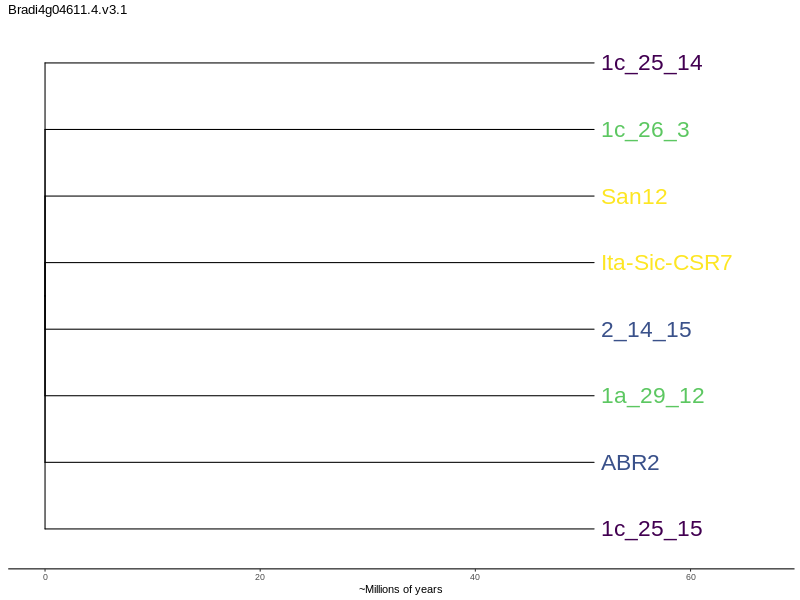 Bradi4g04611.4.v3.1
1c_25_14
1c_26_3
San12
Ita-Sic-CSR7
2_14_15
1a_29_12
ABR2
1c_25_15
0 20 40 60
~Millions of years